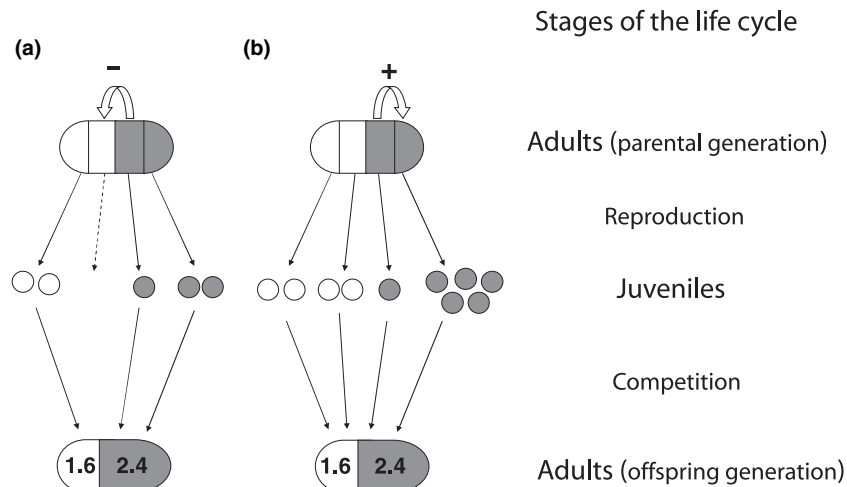 Stages of the life cycle
(a)
(b)
–
+
Adults (parental generation)
Reproduction
Juveniles
Competition
1.6 2.4
1.6 2.4
Adults (offspring generation)